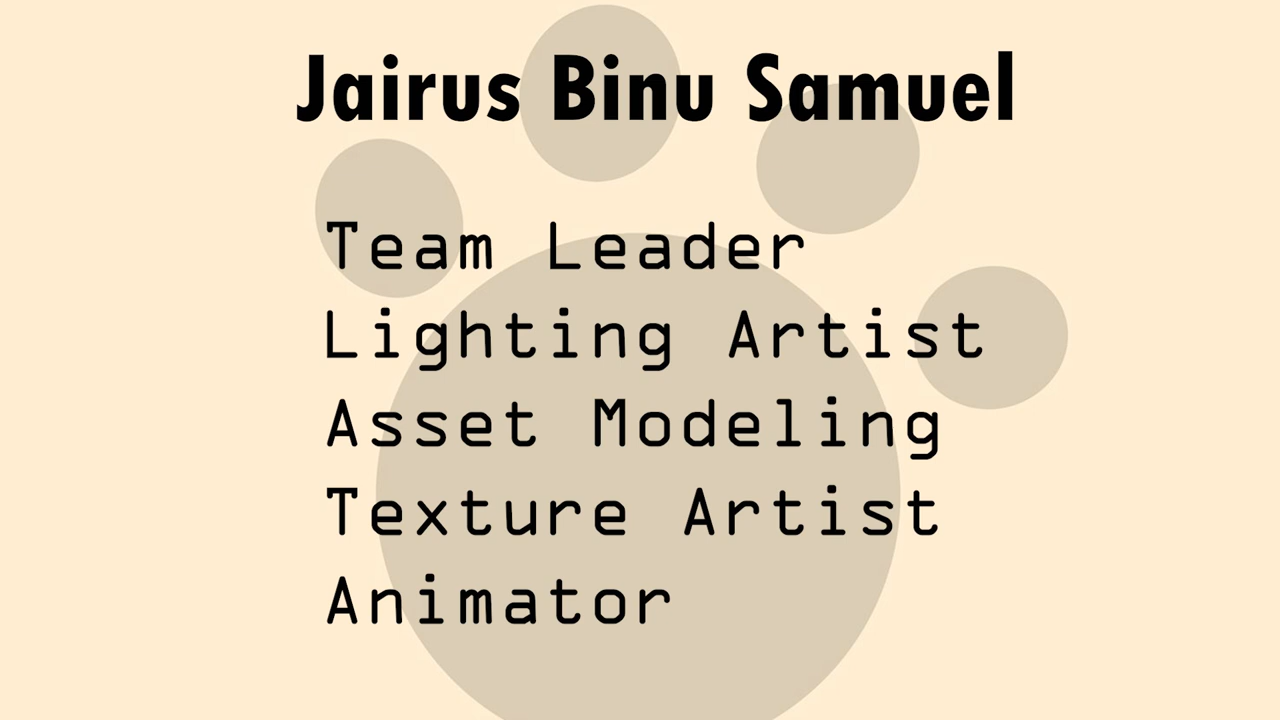 Jairus Binu Samuel
Team Leader
Lighting Artist
Asset Modeling
Texture Artist
Animator